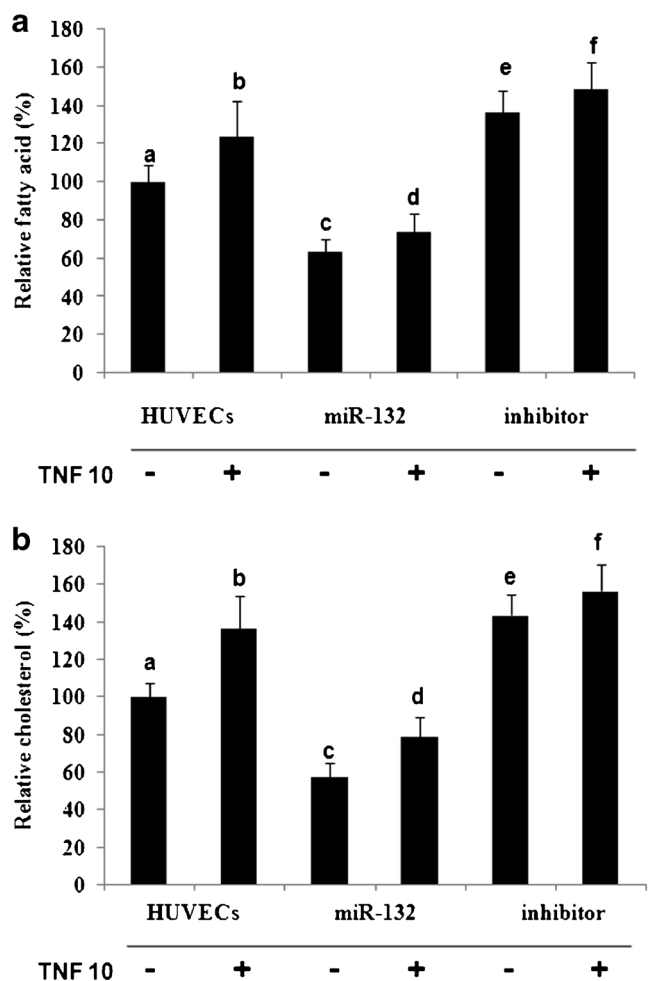 a
180
160
140
120
100
80
60
40
20
0
Relative fatty acid (%)
a
b
c
d
e
f
HUVECs miR-132 inhibitor
TNF 10 - + - + - +
b
180
160
140
120
100
80
60
40
20
0
Relative cholesterol (%)
a
b
c
d
e
f
HUVECs miR-132 inhibitor
TNF 10 - + - + - +